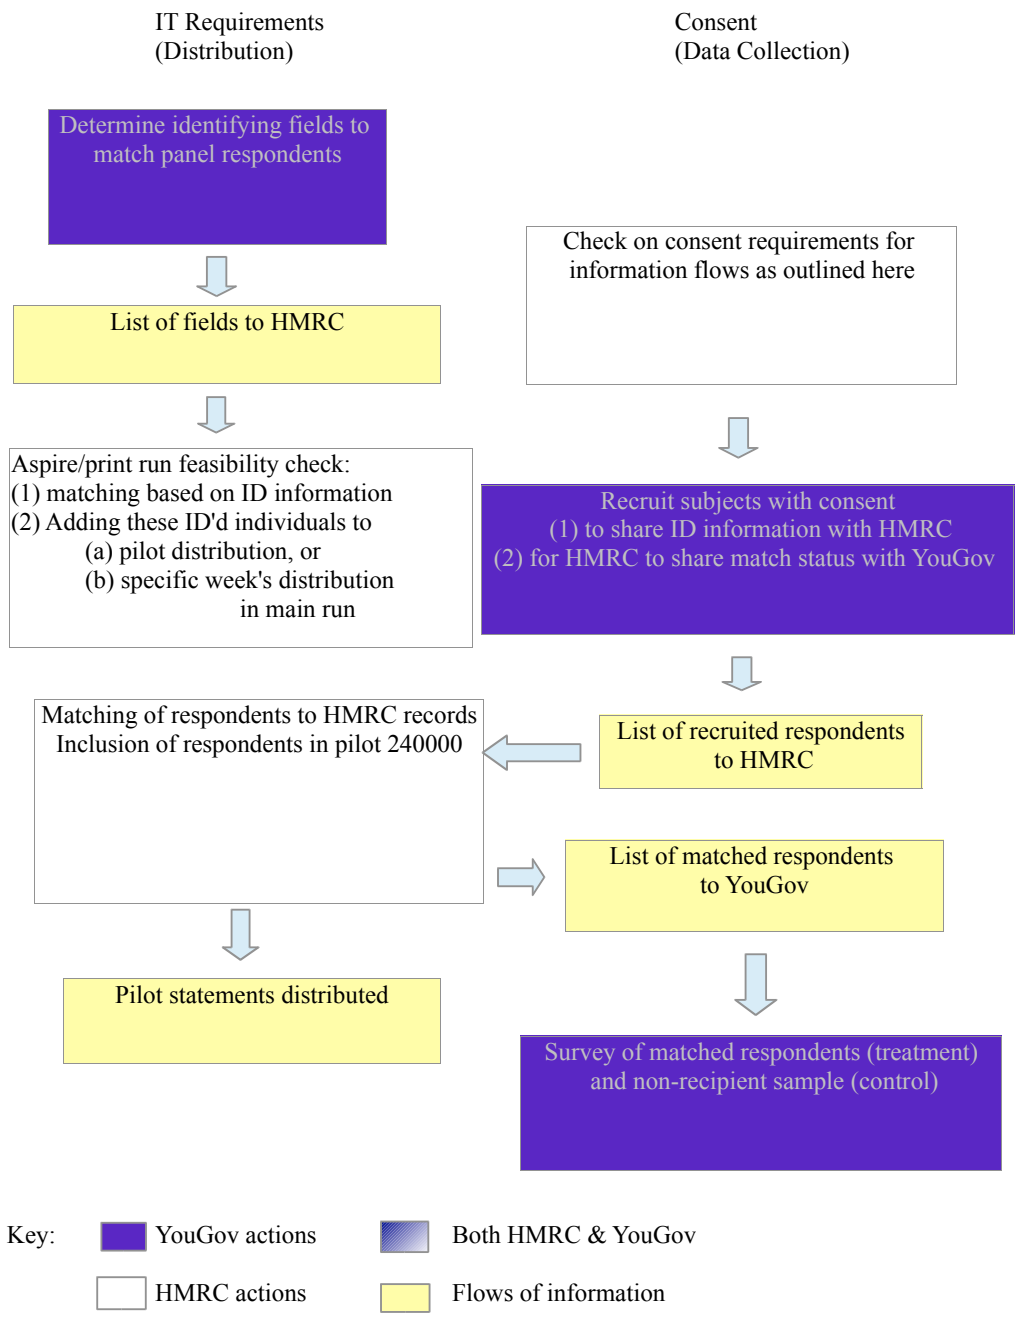 IT Requirements
(Distribution)
Consent
(Data Collection)
Determine identifying fields to
match panel respondents
List of fields to HMRC
Aspire/print run feasibility check:
(1) matching based on ID information
(2) Adding these ID'd individuals to
(a) pilot distribution, or
(b) specific week's distribution
in main run
Check on consent requirements for
information flows as outlined here
Recruit subjects with consent
(1) to share ID information with HMRC
(2) for HMRC to share match status with YouGov
List of recruited respondents
to HMRC
Matching of respondents to HMRC records
Inclusion of respondents in pilot 240000
List of matched respondents
to YouGov
Pilot statements distributed
Survey of matched respondents (treatment)
and non-recipient sample (control)
Key:
YouGov actions
Both HMRC & YouGov
HMRC actions
Flows of information